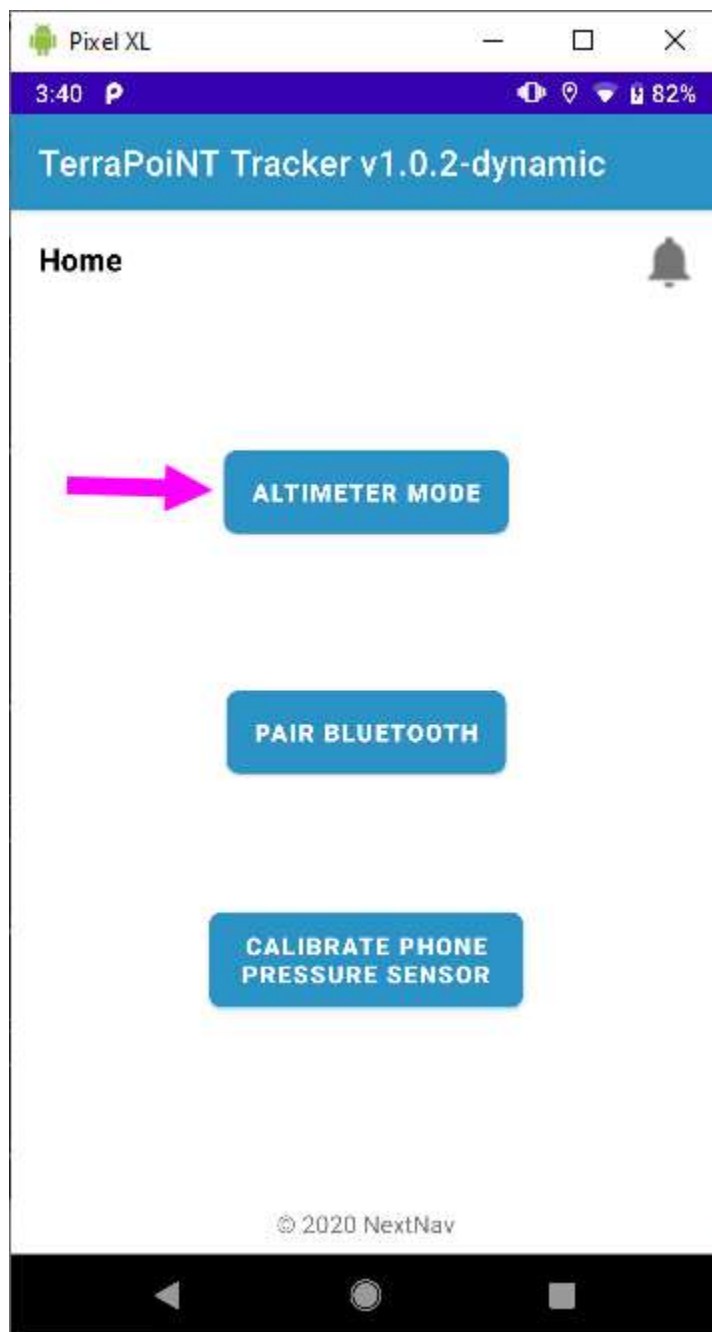 Pixel XL
3:40 82%
TerraPoiNT Tracker v1.0.2-dynamic
Home
ALTIMETER MODE
PAIR BLUETOOTH
CALIBRATE PHONE
PRESSURE SENSOR
© 2020 NextNav